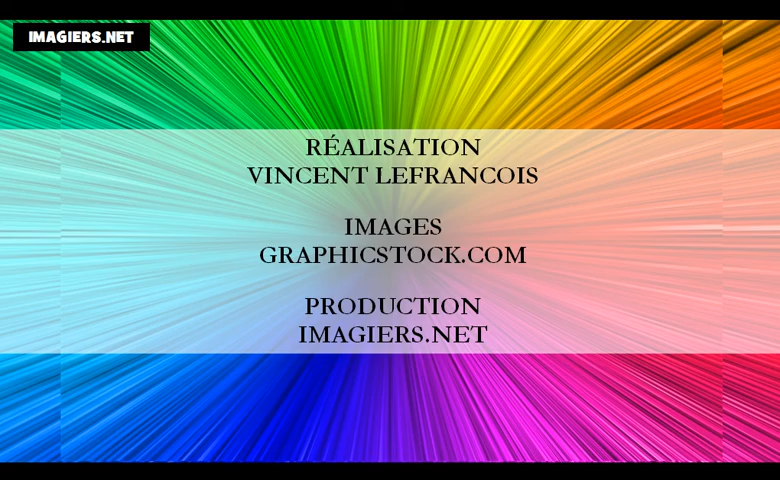 IMAGIERS.NET
RÉALISATION
VINCENT LEFRANCOIS
IMAGES
GRAPHICSTOCK.COM
PRODUCTION
IMAGIERS.NET